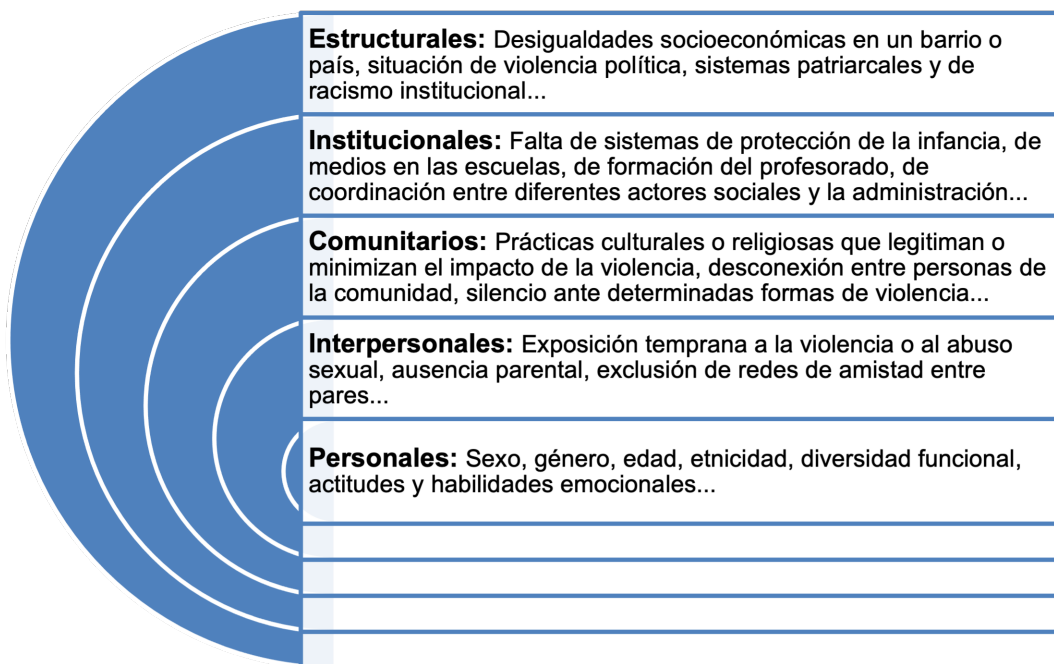 Estructurales: Desigualdades socioeconómicas en un barrio o
país, situación de violencia política, sistemas patriarcales y de
racismo institucional...
Institucionales: Falta de sistemas de protección de la infancia, de
medios en las escuelas, de formación del profesorado, de
coordinación entre diferentes actores sociales y la administración...
Comunitarios: Prácticas culturales o religiosas que legitiman o
minimizan el impacto de la violencia, desconexión entre personas de
la comunidad, silencio ante determinadas formas de violencia...
Interpersonales: Exposición temprana a la violencia o al abuso
sexual, ausencia parental, exclusión de redes de amistad entre
pares...
Personales: Sexo, género, edad, etnicidad, diversidad funcional,
actitudes y habilidades emocionales...